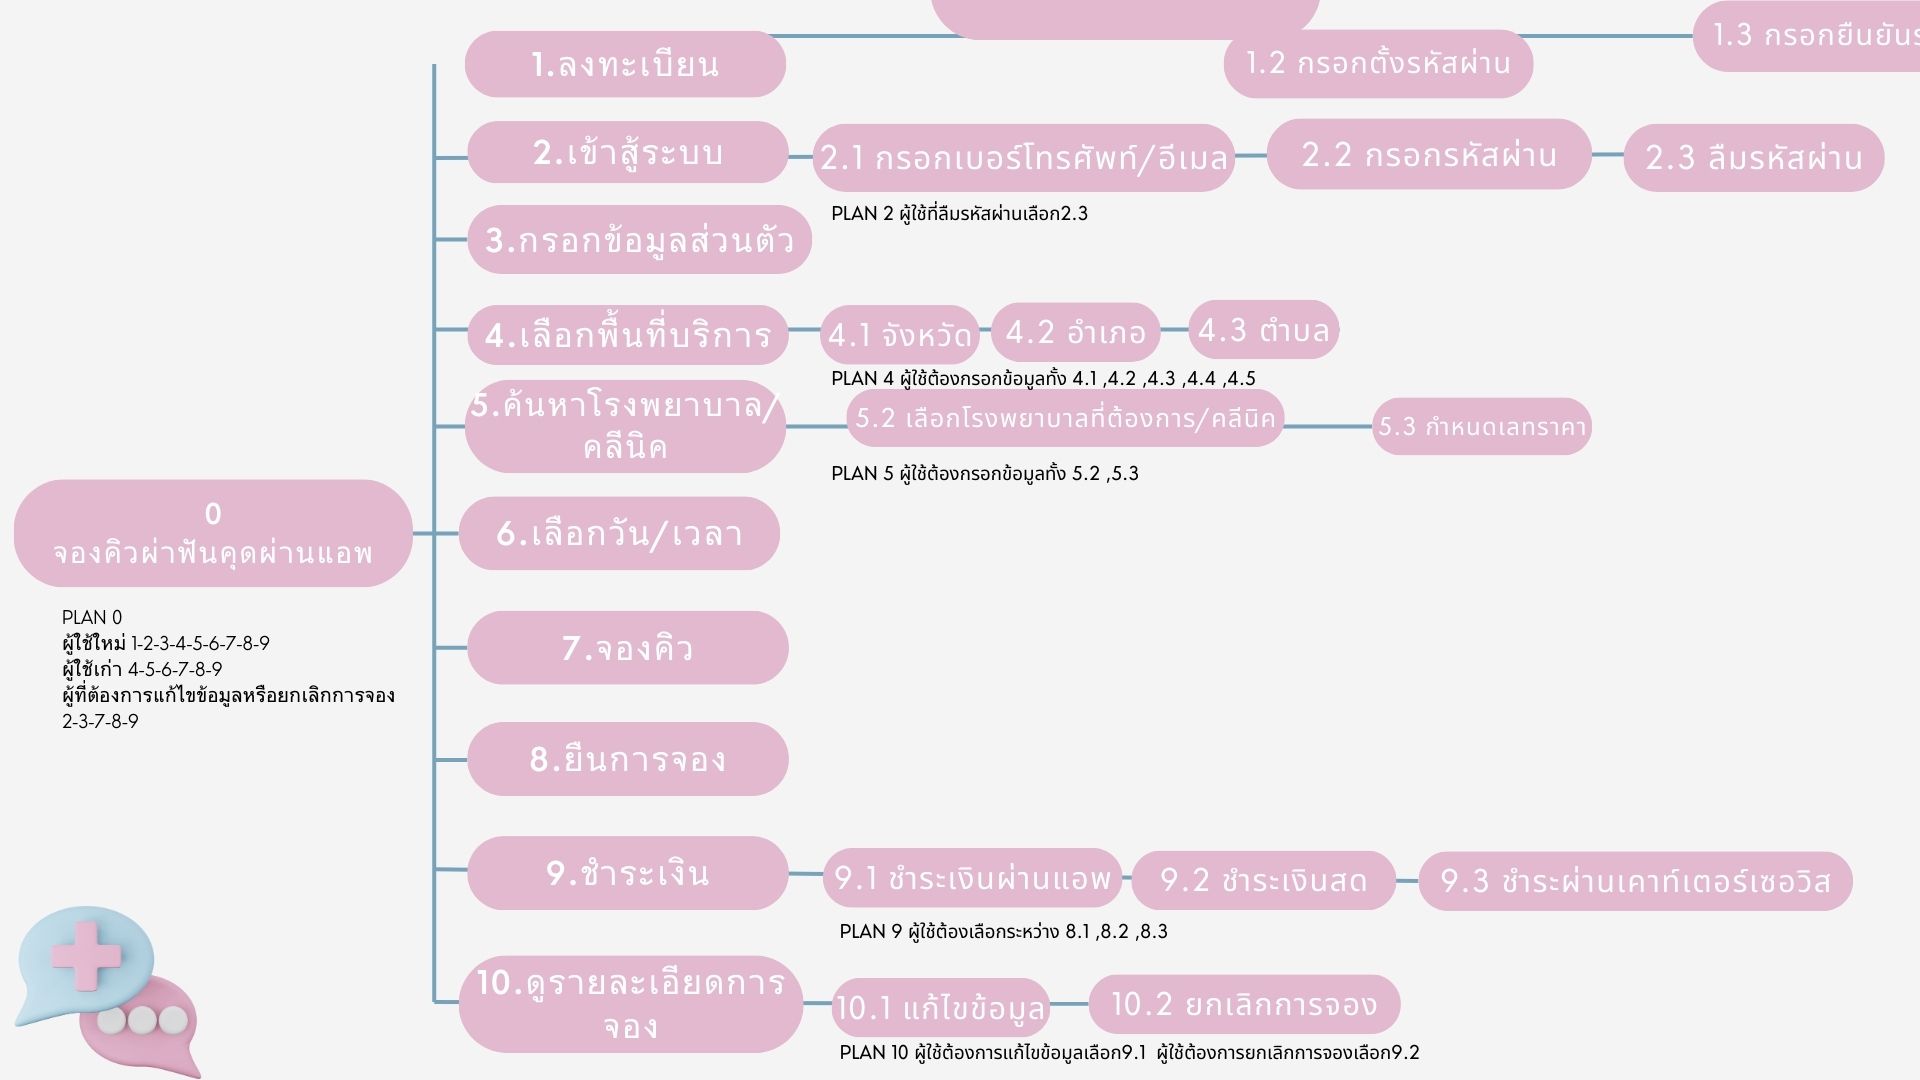 1.ลงทะเบียน
1.2 กรอกตั้งรหัสผ่าน
1.3 กรอกยืนยัน
2.เข้าสู้ระบบ
2.1 กรอกเบอร์โทรศัพท์/อีเมล
2.2 กรอกรหัสผ่าน
2.3 ลืมรหัสผ่าน
PLAN 2 ผู้ใช้ที่ลืมรหัสผ่านเลือก2.3
3.กรอกข้อมูลส่วนตัว
4.เลือกพื้นที่บริการ
4.1 จังหวัด
4.2 อำเภอ
4.3 ตำบล
PLAN 4 ผู้ใช้ต้องกรอกข้อมูลทั้ง 4.1 ,4.2 ,4.3 ,4.4 ,4.5
5.ค้นหาโรงพยาบาล/
คลีนิค
5.2 เลือกโรงพยาบาลที่ต้องการ/คลีนิค
5.3 กำหนดเลทราคา
PLAN 5 ผู้ใช้ต้องกรอกข้อมูลทั้ง 5.2 ,5.3
0
จองคิวผ่าฟันคุดผ่านแอพ
6.เลือกวัน/เวลา
PLAN 0
ผู้ใช้ใหม่ 1-2-3-4-5-6-7-8-9
ผู้ใช้เก่า 4-5-6-7-8-9
ผู้ที่ต้องการแก้ไขข้อมูลหรือยกเลิกการจอง
2-3-7-8-9
7.จองคิว
8.ยืนการจอง
9.ชำระเงิน
9.1 ชำระเงินผ่านแอพ
9.2 ชำระเงินสด
9.3 ชำระผ่านเคาท์เตอร์เซอวิส
PLAN 9 ผู้ใช้ต้องเลือกระหว่าง 8.1 ,8.2 ,8.3
10.ดูรายละเอียดการ
จอง
10.1 แก้ไขข้อมูล
10.2 ยกเลิกการจอง
PLAN 10 ผู้ใช้ต้องการแก้ไขข้อมูลเลือก9.1 ผู้ใช้ต้องการยกเลิกการจองเลือก9.2